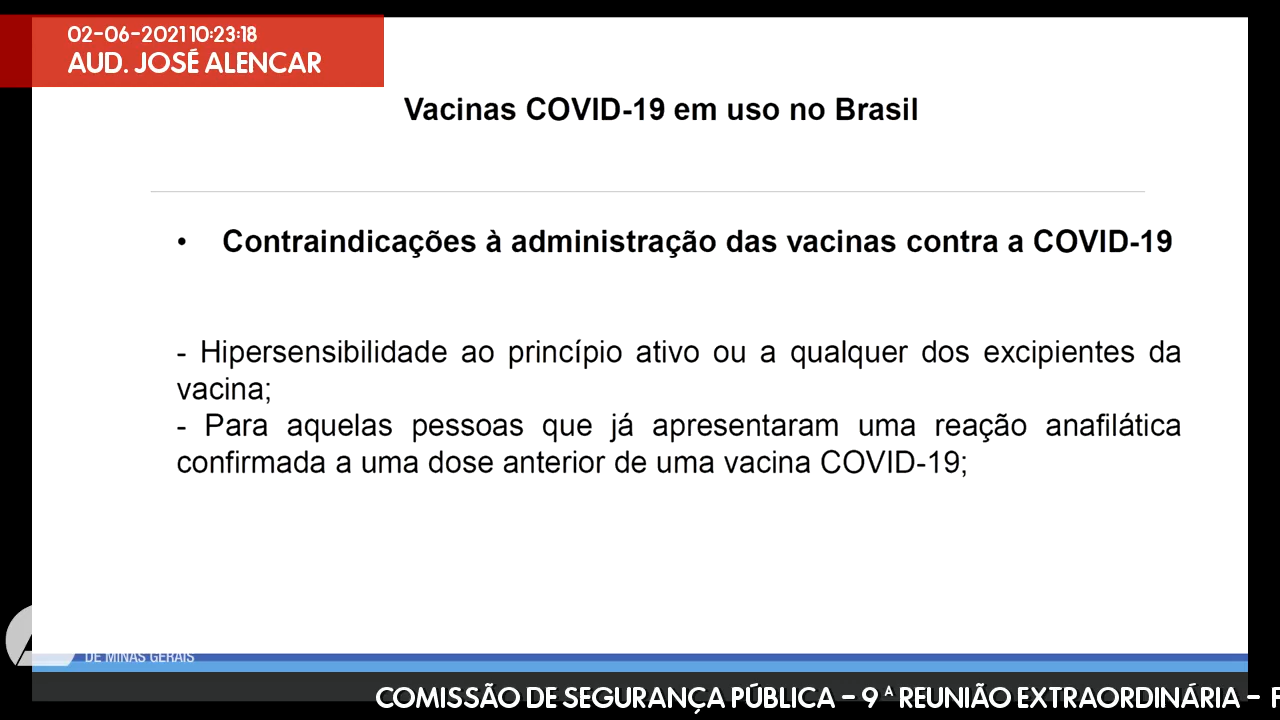 02-06-2021 10:23:18
AUD. JOSÉ ALENCAR
Vacinas COVID-19 em uso no Brasil
• Contraindicações à administração das vacinas contra a COVID-19
- Hipersensibilidade ao princípio ativo ou a qualquer dos excipientes da
vacina;
- Para aquelas pessoas que já apresentaram uma reação anafilática
confirmada a uma dose anterior de uma vacina COVID-19;
DE MINAS GERAIS
COMISSÃO DE SEGURANÇA PÚBLICA - 9 ª REUNIÃO EXTRAORDINÁRIA -